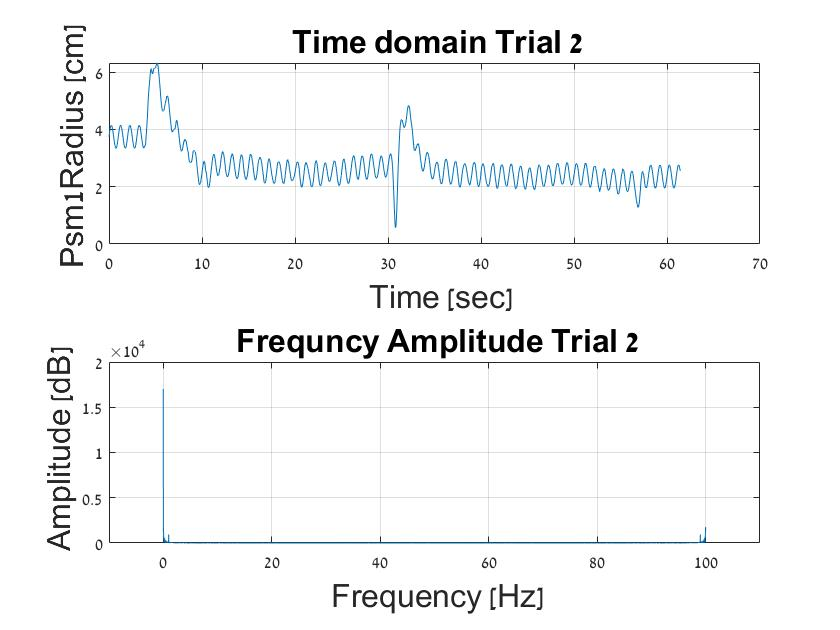 Time domain Trial 2
Psm1Radius [cm]
6
4
2
0
0 10 20 30 40 50 60 70
Time [sec]
Frequncy Amplitude Trial 2
×10^4
Amplitude [dB]
2
1.5
1
0.5
0
0 20 40 60 80 100
Frequency [Hz]